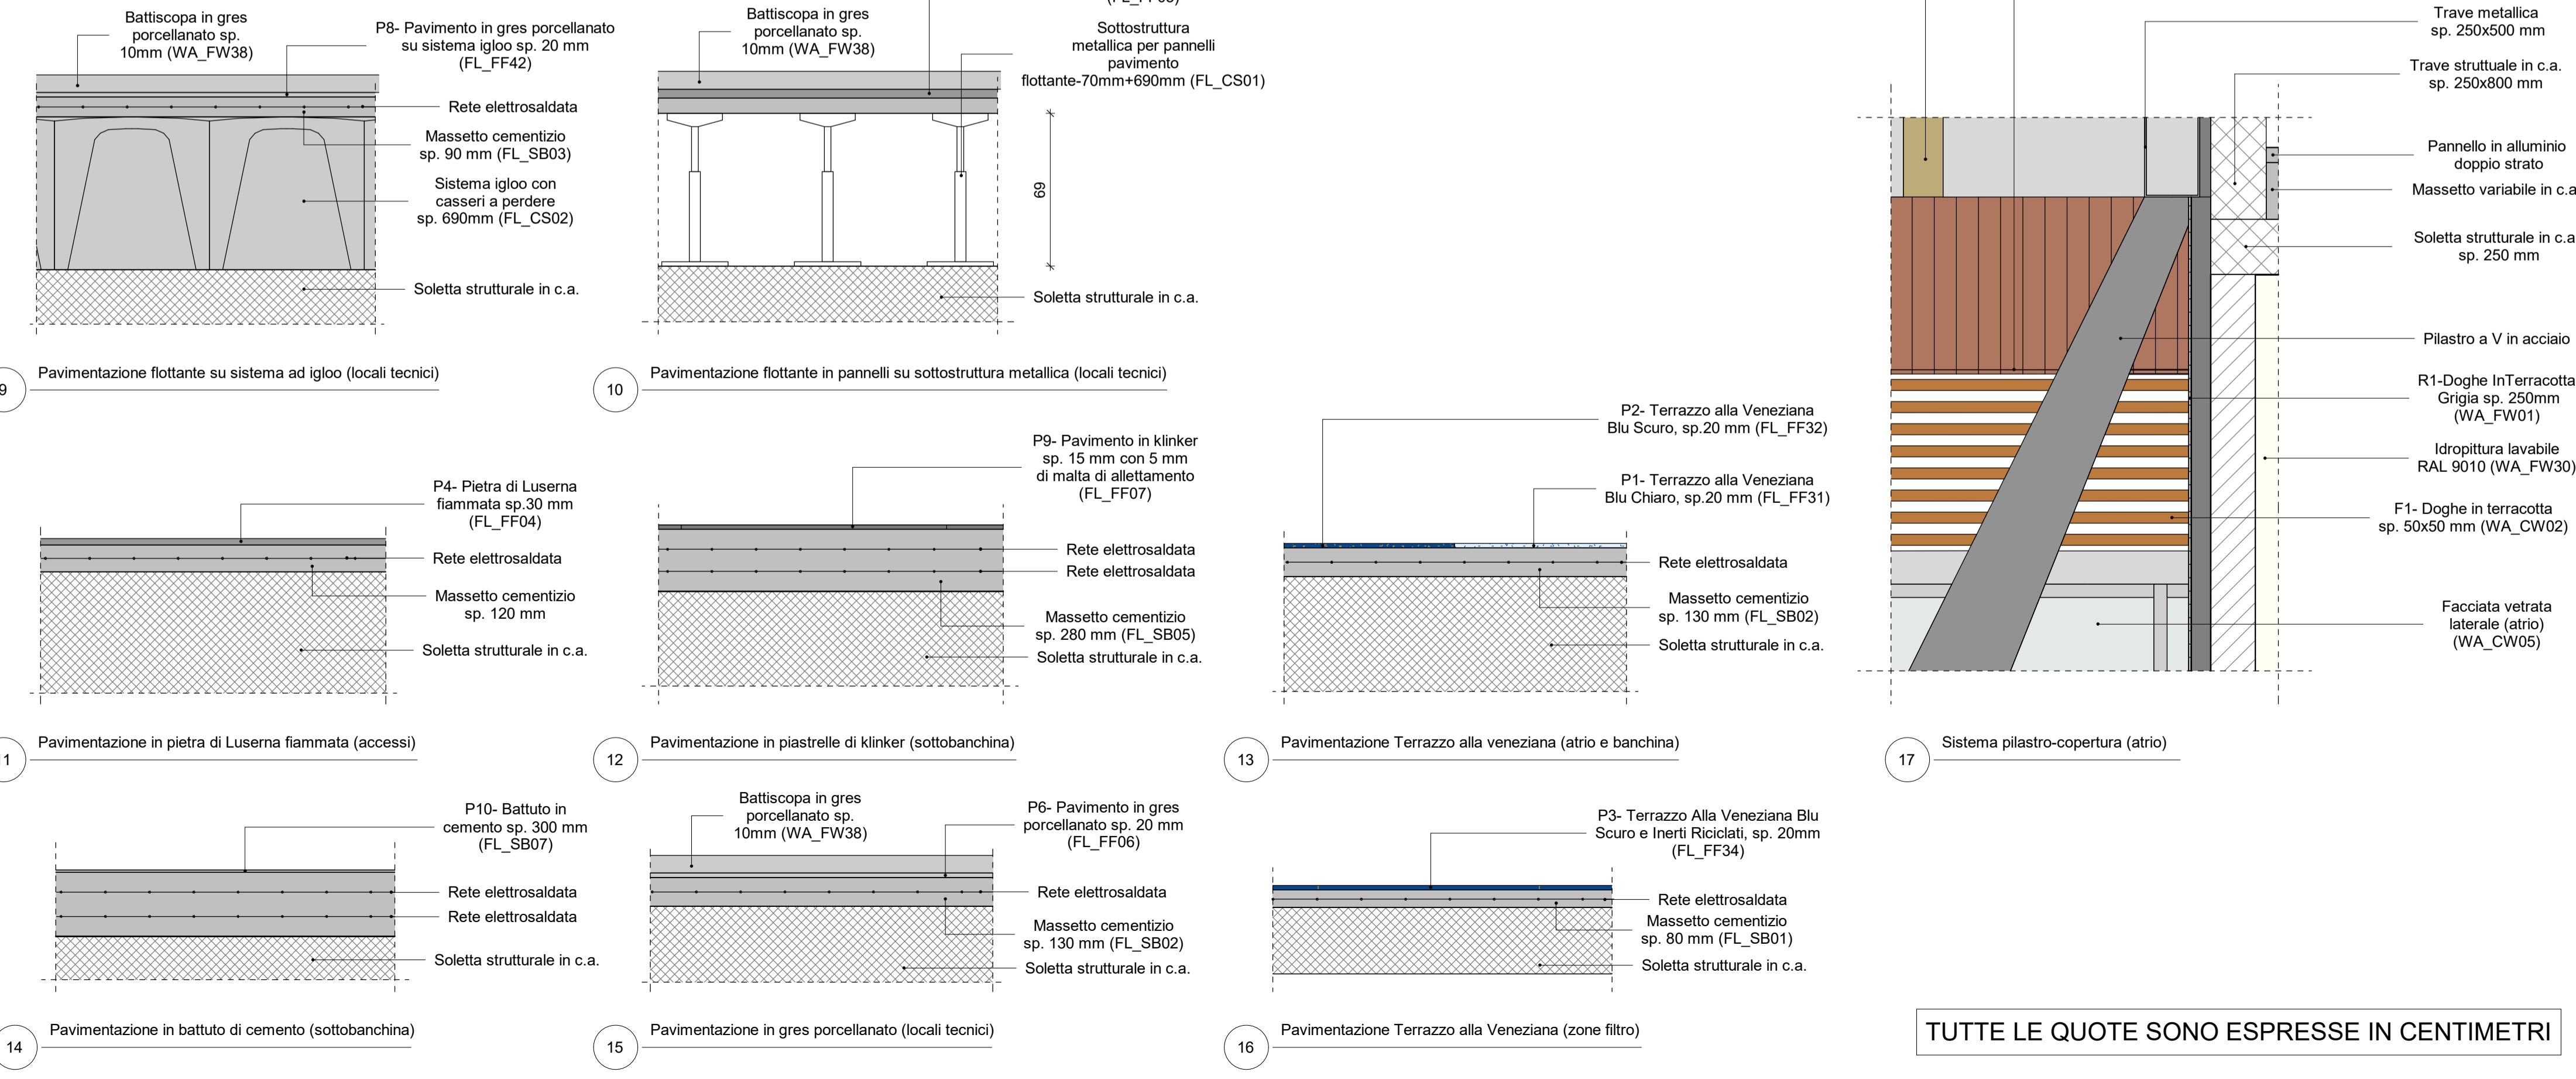 Battiscopa in gres
porcellanato sp.
10mm (WA_FW38)
P8- Pavimento in gres porcellanato
su sistema igloo sp. 20 mm
(FL_FF42)
Rete elettrosaldata
Massetto cementizio
sp. 90 mm (FL_SB03)
Sistema igloo con
casseri a perdere
sp. 690mm (FL_CS02)
Soletta strutturale in c.a.
9
Pavimentazione flottante su sistema ad igloo (locali tecnici)
Battiscopa in gres
porcellanato sp.
10mm (WA_FW38)
Sottostruttura
metallica per pannelli
pavimento
flottante-70mm+690mm (FL_CS01)
69
Soletta strutturale in c.a.
10
Pavimentazione flottante in pannelli su sottostruttura metallica (locali tecnici)
P4- Pietra di Luserna
fiammata sp.30 mm
(FL_FF04)
Rete elettrosaldata
Massetto cementizio
sp. 120 mm
Soletta strutturale in c.a.
11
Pavimentazione in pietra di Luserna fiammata (accessi)
P9- Pavimento in klinker
sp. 15 mm con 5 mm
di malta di allettamento
(FL_FF07)
Rete elettrosaldata
Rete elettrosaldata
Massetto cementizio
sp. 280 mm (FL_SB05)
Soletta strutturale in c.a.
12
Pavimentazione in piastrelle di klinker (sottobanchina)
P2- Terrazzo alla Veneziana
Blu Scuro, sp.20 mm (FL_FF32)
P1- Terrazzo alla Veneziana
Blu Chiaro, sp.20 mm (FL_FF31)
Rete elettrosaldata
Massetto cementizio
sp. 130 mm (FL_SB02)
Soletta strutturale in c.a.
13
Pavimentazione Terrazzo alla veneziana (atrio e banchina)
Trave metallica
sp. 250x500 mm
Trave struttuale in c.a.
sp. 250x800 mm
Pannello in alluminio
doppio strato
Massetto variabile in c.a
Soletta strutturale in c.a
sp. 250 mm
Pilastro a V in acciaio
R1-Doghe InTerracotta
Grigia sp. 250mm
(WA_FW01)
Idropittura lavabile
RAL 9010 (WA_FW30)
F1- Doghe in terracotta
sp. 50x50 mm (WA_CW02)
Facciata vetrata
laterale (atrio)
(WA_CW05)
17
Sistema pilastro-copertura (atrio)
P10- Battuto in
cemento sp. 300 mm
(FL_SB07)
Rete elettrosaldata
Rete elettrosaldata
Soletta strutturale in c.a.
14
Pavimentazione in battuto di cemento (sottobanchina)
Battiscopa in gres
porcellanato sp.
10mm (WA_FW38)
P6- Pavimento in gres
porcellanato sp. 20 mm
(FL_FF06)
Rete elettrosaldata
Massetto cementizio
sp. 130 mm (FL_SB02)
Soletta strutturale in c.a.
15
Pavimentazione in gres porcellanato (locali tecnici)
P3- Terrazzo Alla Veneziana Blu
Scuro e Inerti Riciclati, sp. 20mm
(FL_FF34)
Rete elettrosaldata
Massetto cementizio
sp. 80 mm (FL_SB01)
Soletta strutturale in c.a.
16
Pavimentazione Terrazzo alla Veneziana (zone filtro)
TUTTE LE QUOTE SONO ESPRESSE IN CENTIMETRI